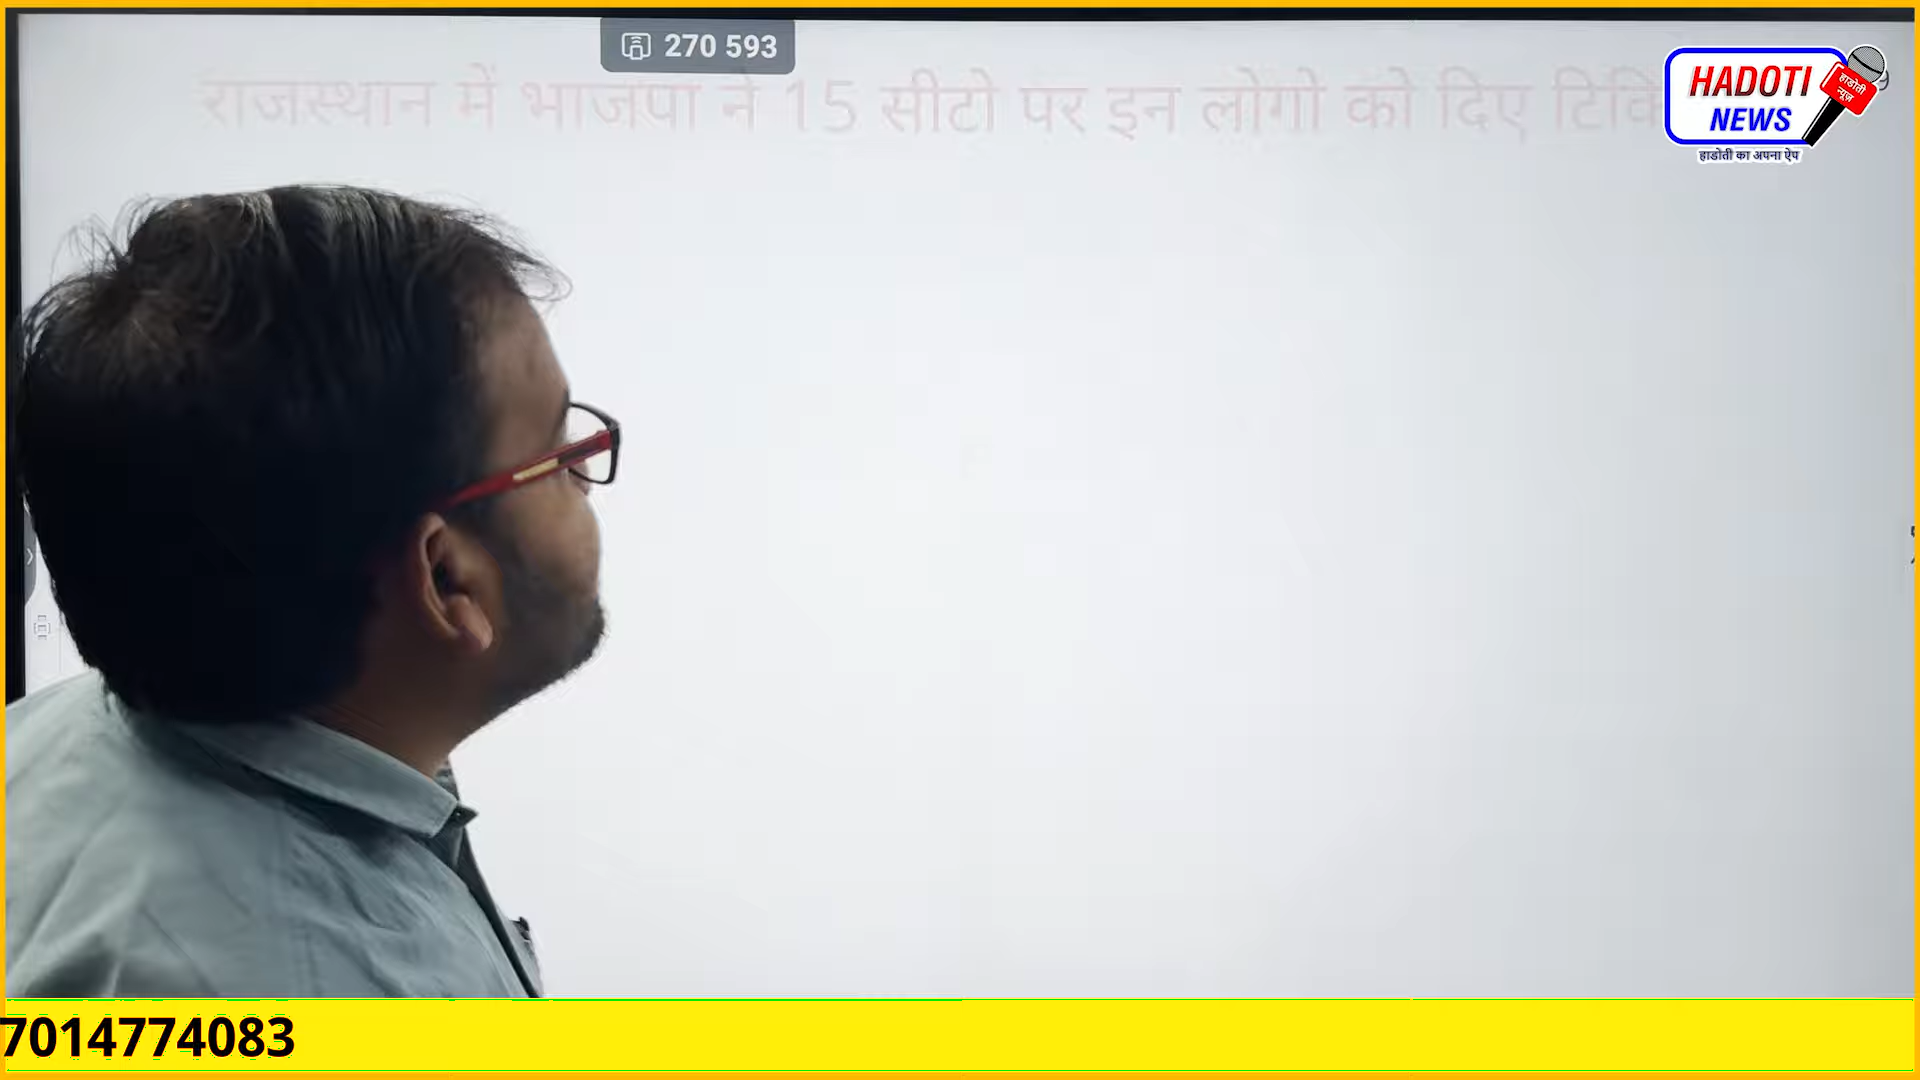 270 593
राजस्थान में भाजपा ने 15 सीटो पर इन लोगो को दिए
HADOTI
NEWS
हाडोती
न्यूज़
हाडोती का अपना ऐप
7014774083